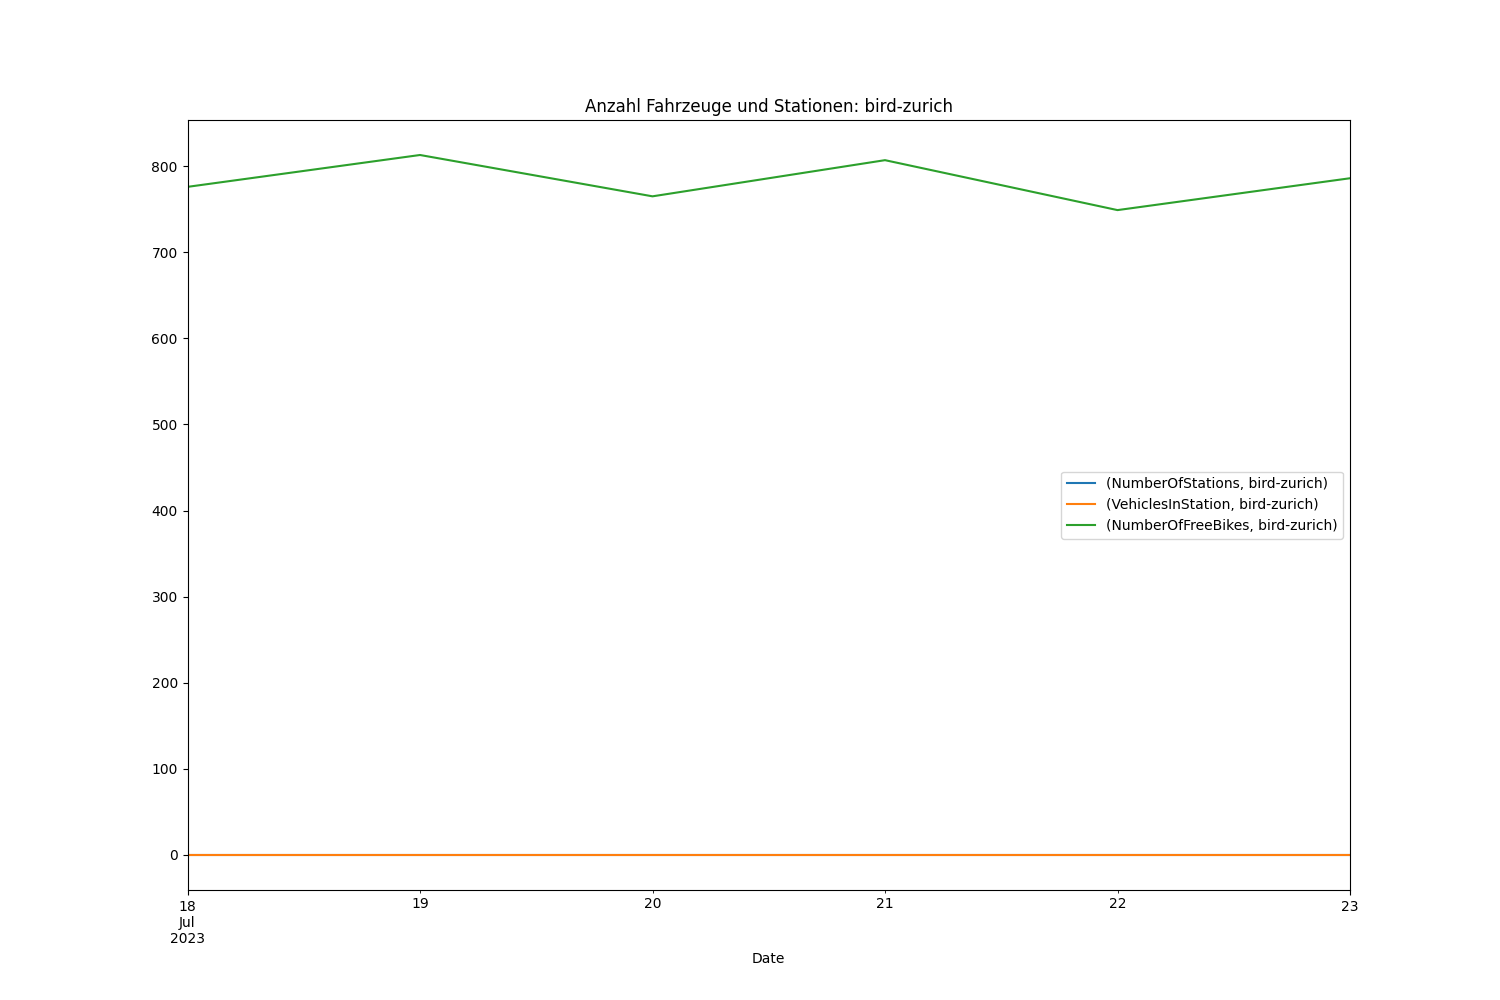 Anzahl Fahrzeuge und Stationen: bird-zurich
800
700
600
500
400
300
200
100
0
(NumberOfStations, bird-zurich)
(VehiclesInStation, bird-zurich)
(NumberOfFreeBikes, bird-zurich)
18 19 20 21 22 23
Jul
2023
Date